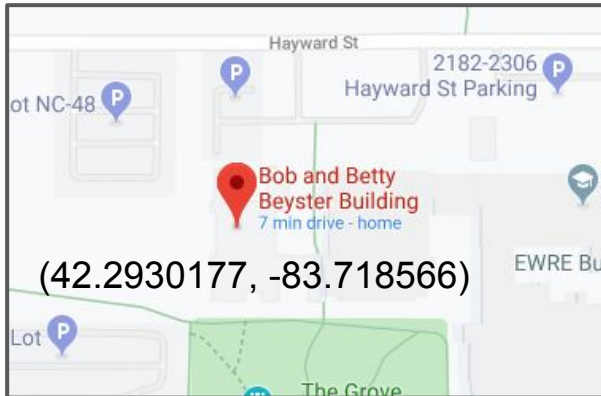 Hayward St
2182-2306
Hayward St Parking
P
P
ot NC-48
P
Bob and Betty
Beyster Building
7 min drive - home
(42.2930177, -83.718566)
EWRE Bu
Lot
P
The Grove